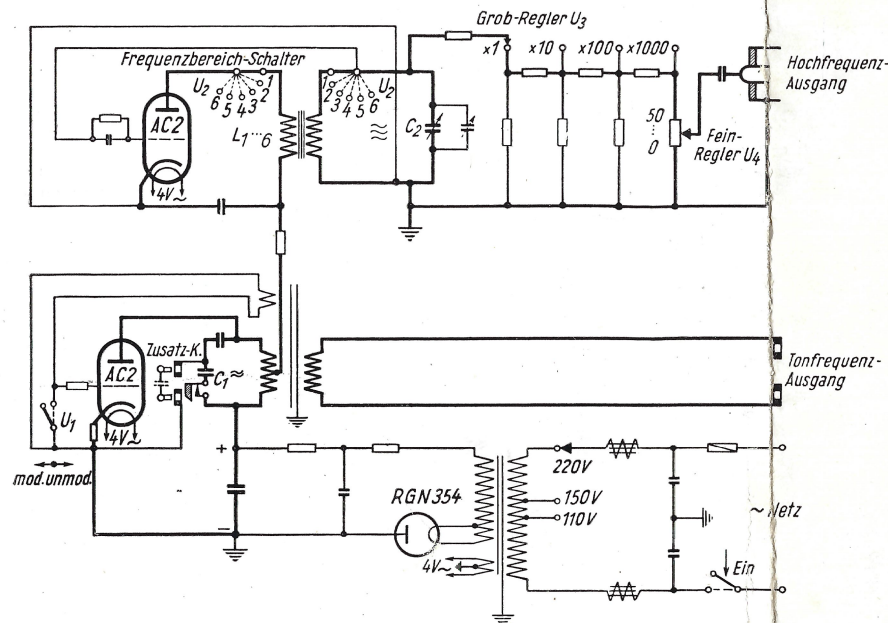 Grob-Regler U3
x1
x10
x100
x1000
Hochfrequenz-
Ausgang
Frequenzbereich-Schalter
U2
6
5
4
3
2
1
1
2
3
4
5
6
U2
AC2
L1...6
≈
C2
50
0
Fein-
Regler U4
4V~
Zusatz-K.
AC2
C1≈
U1
4V~
Tonfrequenz-
Ausgang
mod. unmod.
+
−
RGN354
4V~
220V
150V
110V
~Netz
Ein